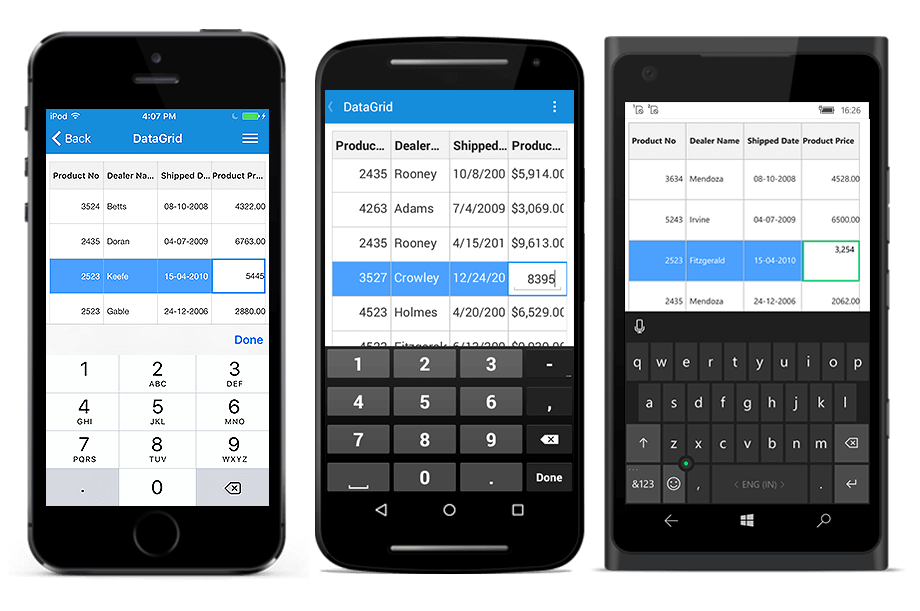 iPod 4:07 PM
Back DataGrid
Product No Dealer Na... Shipped D... Product Pr...
3524 Betts 08-10-2008 4322.00
2435 Doran 04-07-2009 6763.00
2523 Keefe 15-04-2010 5445
2523 Gable 24-12-2006 2880.00
Done
1 2 3
ABC DEF
4 5 6
GHI JKL MNO
7 8 9
PQRS TUV WXYZ
. 0
DataGrid
Produc... Dealer... Shipped... Produc...
2435 Rooney 10/8/200 $5,914.00
4263 Adams 7/4/2009 $3,069.00
2435 Rooney 4/15/201 $9,613.00
3527 Crowley 12/24/20 8395
4523 Holmes 4/20/200 $6,529.00
4523 Fitzgerald
1 2 3 -
4 5 6 ,
7 8 9
0 . Done
16:26
Product No Dealer Name Shipped Date Product Price
3634 Mendoza 08-10-2008 4528.00
5243 Irvine 04-07-2009 6500.00
2523 Fitzgerald 15-04-2010 3,254
2435 Mendoza 24-12-2006 2062.00
q w e r t y u i o p
a s d f g h j k l
z x c v b n m
&123 , < ENG (IN) > .